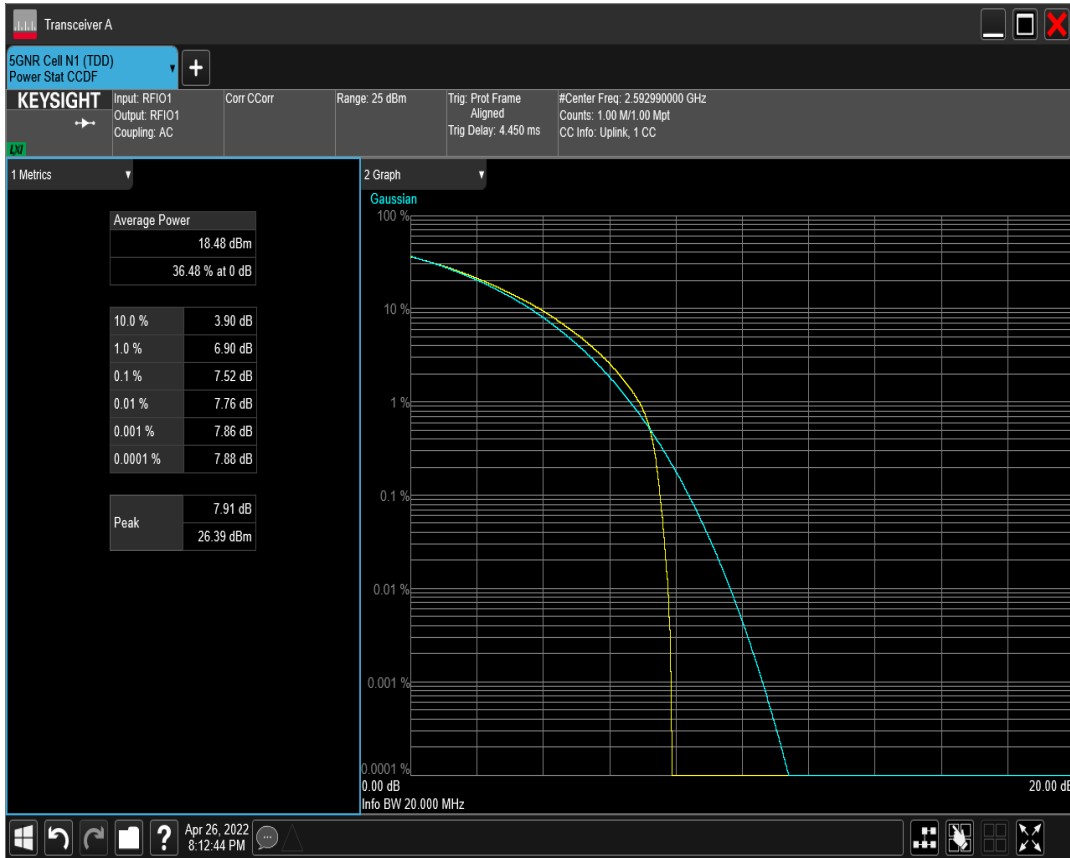 Transceiver A
5GNR Cell N1 (TDD)
Power Stat CCDF
+
KEYSIGHT
LXI
Input: RFIO1
Output: RFIO1
Coupling: AC
Corr CCorr
Range: 25 dBm
Trig: Prot Frame
Aligned
Trig Delay: 4.450 ms
#Center Freq: 2.592990000 GHz
Counts: 1.00 M/1.00 Mpt
CC Info: Uplink, 1 CC
1 Metrics
Average Power
18.48 dBm
36.48 % at 0 dB
10.0 % 3.90 dB
1.0 % 6.90 dB
0.1 % 7.52 dB
0.01 % 7.76 dB
0.001 % 7.86 dB
0.0001 % 7.88 dB
Peak
7.91 dB
26.39 dBm
2 Graph
Gaussian
100 %
10 %
1 %
0.1 %
0.01 %
0.001 %
0.0001 %
0.00 dB 20.00 dB
Info BW 20.000 MHz
? Apr 26, 2022
8:12:44 PM